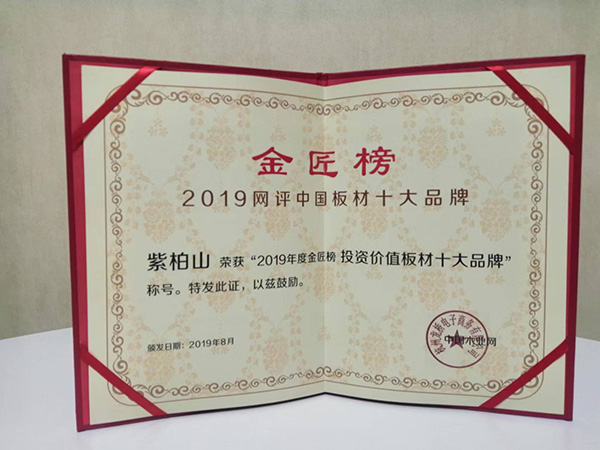 金匠榜
2019网评中国板材十大品牌
紫柏山 荣获“2019年度金匠榜 投资价值板材十大品牌”
称号。特发此证，以兹鼓励。
颁发日期：2019年8月
中国木业网